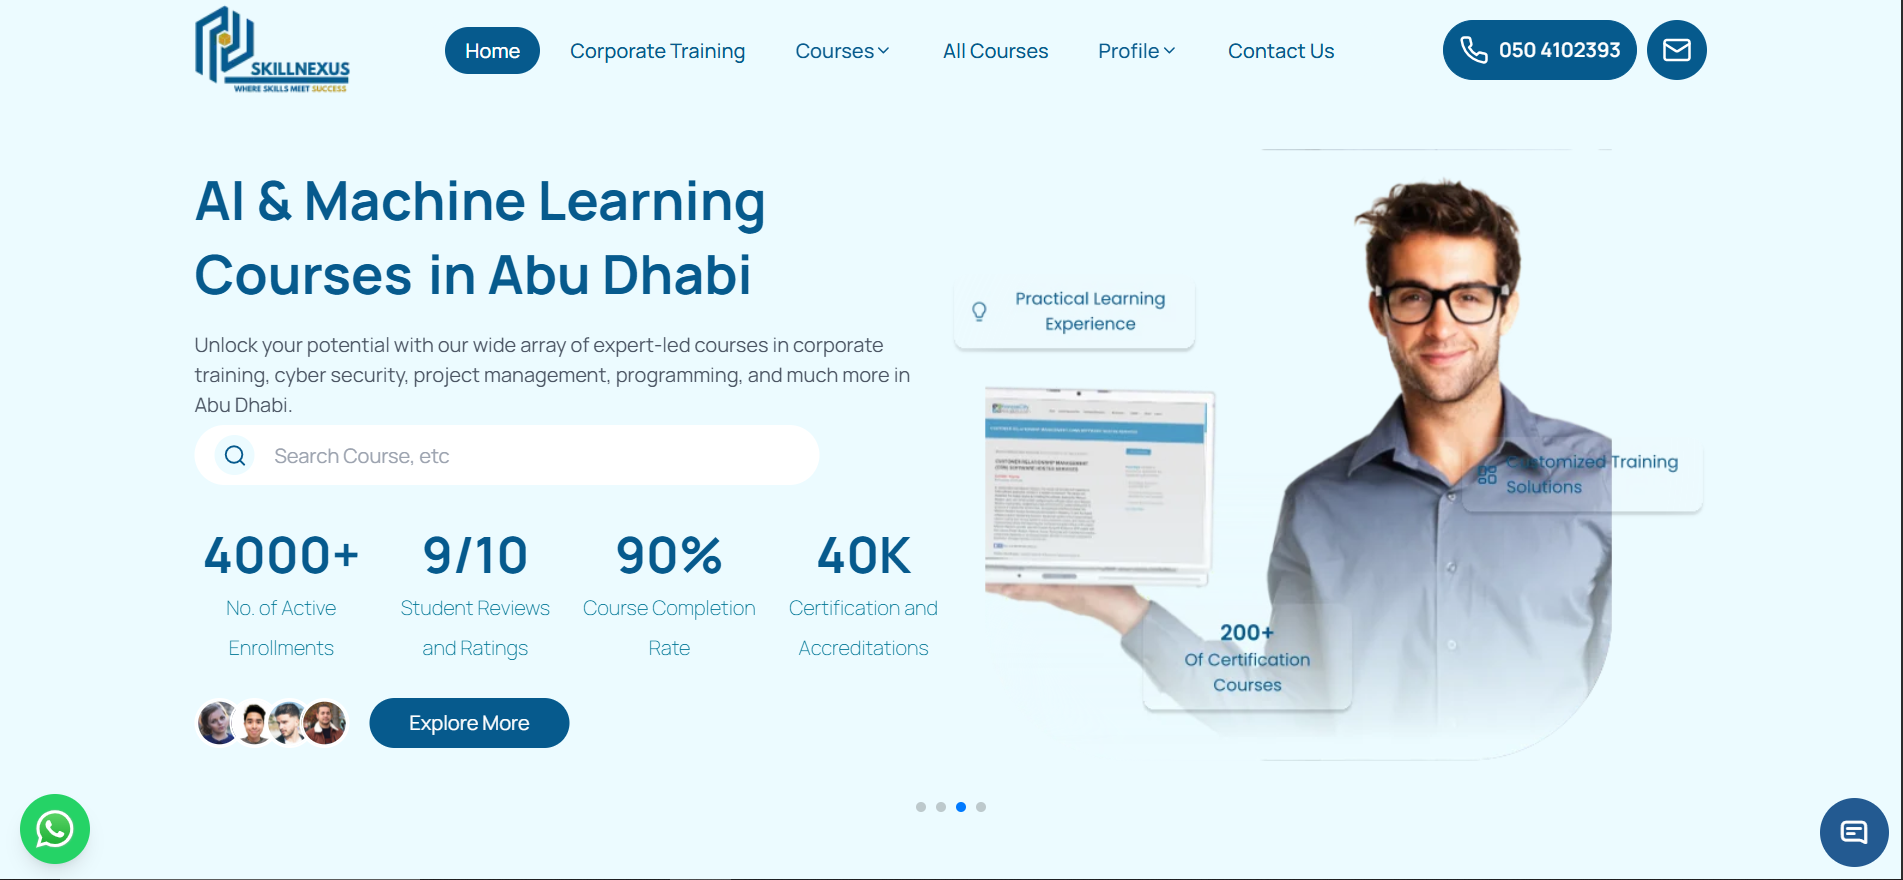 SKILLNEXUS
WHERE SKILLS MEET SUCCESS
Home
Corporate Training
Courses
All Courses
Profile
Contact Us
050 4102393
AI & Machine Learning
Courses in Abu Dhabi
Unlock your potential with our wide array of expert-led courses in corporate
training, cyber security, project management, programming, and much more in
Abu Dhabi.
Search Course, etc
4000+
No. of Active
Enrollments
9/10
Student Reviews
and Ratings
90%
Course Completion
Rate
40K
Certification and
Accreditations
Explore More
Practical Learning
Experience
Customized Training
Solutions
200+
Of Certification
Courses